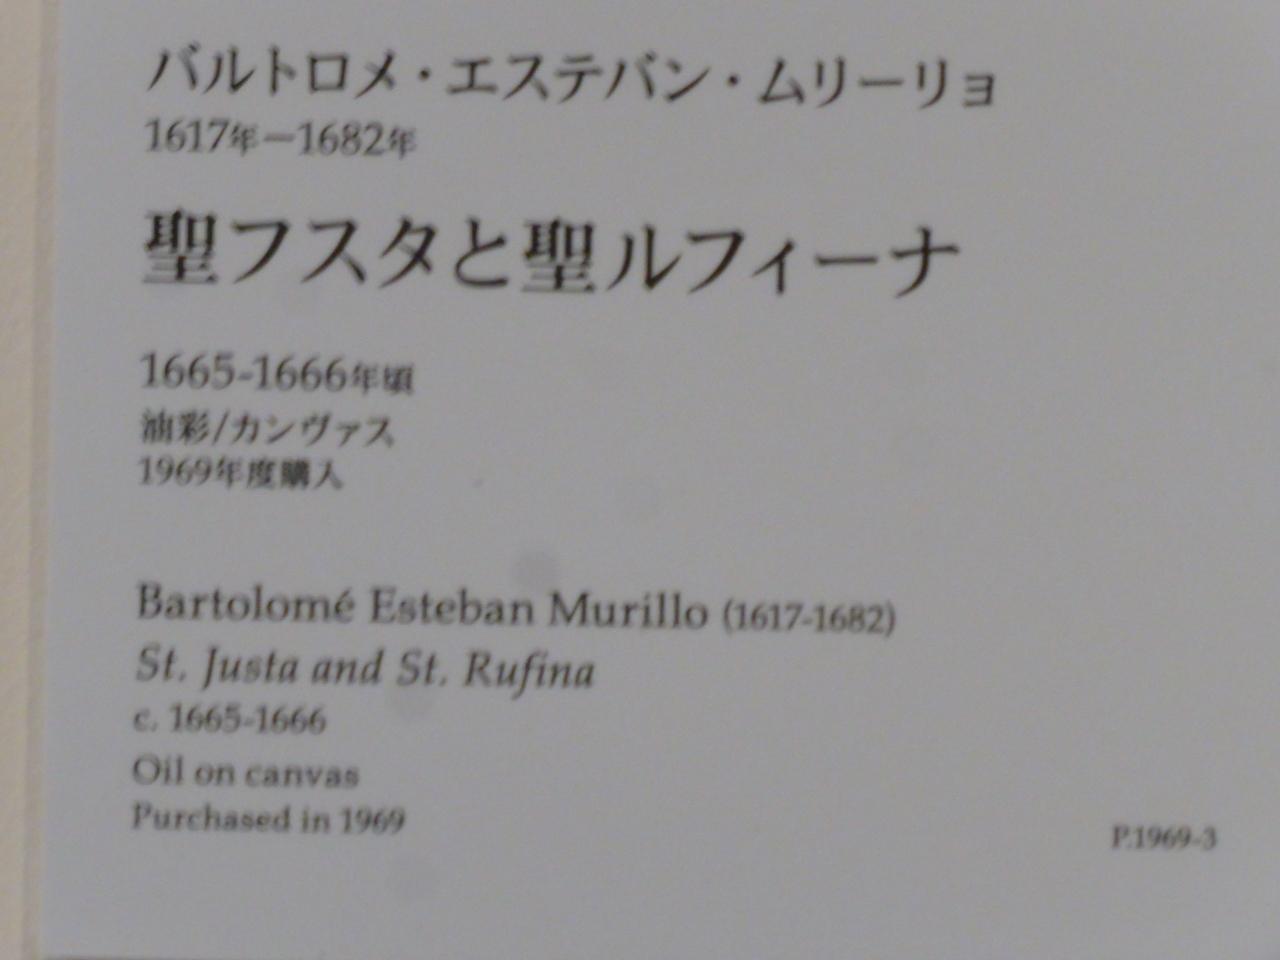 バルトロメ・エステバン・ムリーリョ
1617年—1682年
聖フスタと聖ルフィーナ
1665-1666年頃
油彩/カンヴァス
1969年度購入
Bartolomé Esteban Murillo (1617-1682)
St. Justa and St. Rufina
c. 1665-1666
Oil on canvas
Purchased in 1969
P.1969-3